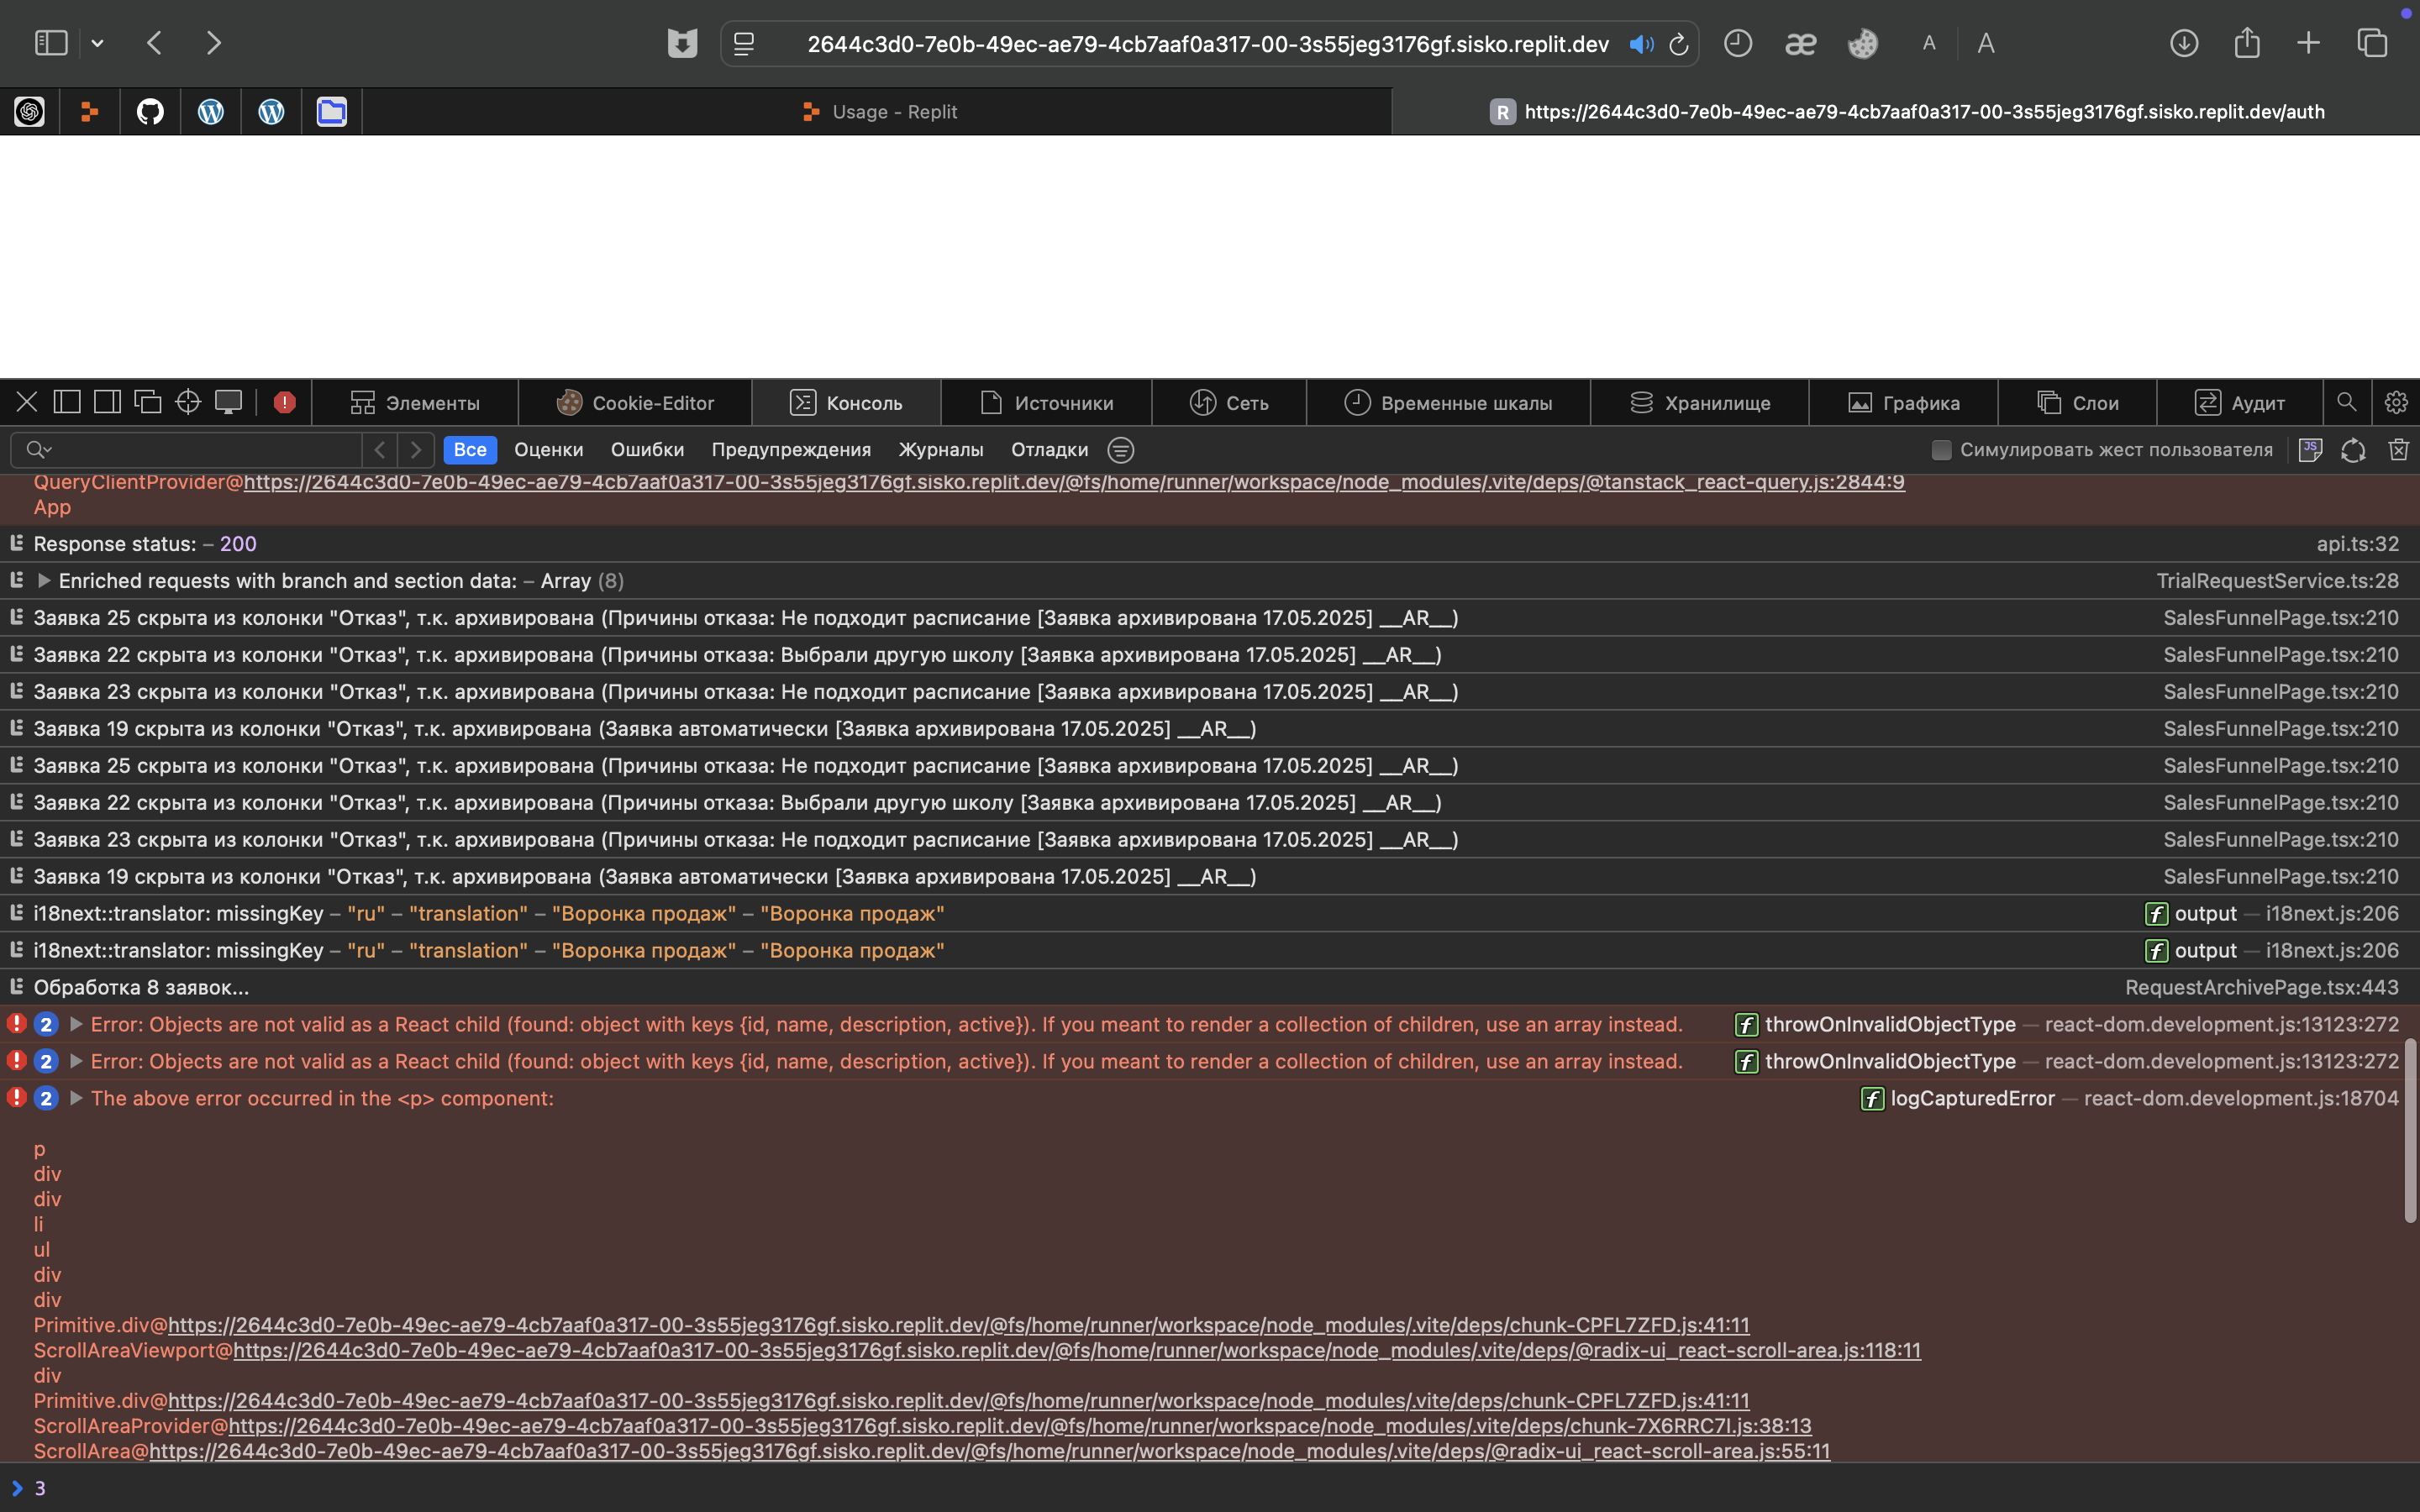 2644c3d0-7e0b-49ec-ae79-4cb7aaf0a317-00-3s55jeg3176gf.sisko.replit.dev
æ
A
A
Usage - Replit
R https://2644c3d0-7e0b-49ec-ae79-4cb7aaf0a317-00-3s55jeg3176gf.sisko.replit.dev/auth
Элементы
Cookie-Editor
Консоль
Источники
Сеть
Временные шкалы
Хранилище
Графика
Слои
Аудит
Все Оценки Ошибки Предупреждения Журналы Отладки
Симулировать жест пользователя
JS
QueryClientProvider@https://2644c3d0-7e0b-49ec-ae79-4cb7aaf0a317-00-3s55jeg3176gf.sisko.replit.dev/@fs/home/runner/workspace/node_modules/.vite/deps/@tanstack_react-query.js:2844:9
App
Response status: – 200 api.ts:32
Enriched requests with branch and section data: – Array (8) TrialRequestService.ts:28
Заявка 25 скрыта из колонки "Отказ", т.к. архивирована (Причины отказа: Не подходит расписание [Заявка архивирована 17.05.2025] __AR__) SalesFunnelPage.tsx:210
Заявка 22 скрыта из колонки "Отказ", т.к. архивирована (Причины отказа: Выбрали другую школу [Заявка архивирована 17.05.2025] __AR__) SalesFunnelPage.tsx:210
Заявка 23 скрыта из колонки "Отказ", т.к. архивирована (Причины отказа: Не подходит расписание [Заявка архивирована 17.05.2025] __AR__) SalesFunnelPage.tsx:210
Заявка 19 скрыта из колонки "Отказ", т.к. архивирована (Заявка автоматически [Заявка архивирована 17.05.2025] __AR__) SalesFunnelPage.tsx:210
Заявка 25 скрыта из колонки "Отказ", т.к. архивирована (Причины отказа: Не подходит расписание [Заявка архивирована 17.05.2025] __AR__) SalesFunnelPage.tsx:210
Заявка 22 скрыта из колонки "Отказ", т.к. архивирована (Причины отказа: Выбрали другую школу [Заявка архивирована 17.05.2025] __AR__) SalesFunnelPage.tsx:210
Заявка 23 скрыта из колонки "Отказ", т.к. архивирована (Причины отказа: Не подходит расписание [Заявка архивирована 17.05.2025] __AR__) SalesFunnelPage.tsx:210
Заявка 19 скрыта из колонки "Отказ", т.к. архивирована (Заявка автоматически [Заявка архивирована 17.05.2025] __AR__) SalesFunnelPage.tsx:210
i18next::translator: missingKey – "ru" – "translation" – "Воронка продаж" – "Воронка продаж" f output — i18next.js:206
i18next::translator: missingKey – "ru" – "translation" – "Воронка продаж" – "Воронка продаж" f output — i18next.js:206
Обработка 8 заявок... RequestArchivePage.tsx:443
2 Error: Objects are not valid as a React child (found: object with keys {id, name, description, active}). If you meant to render a collection of children, use an array instead. f throwOnInvalidObjectType — react-dom.development.js:13123:272
2 Error: Objects are not valid as a React child (found: object with keys {id, name, description, active}). If you meant to render a collection of children, use an array instead. f throwOnInvalidObjectType — react-dom.development.js:13123:272
2 The above error occurred in the <p> component: f logCapturedError — react-dom.development.js:18704
p
div
div
li
ul
div
div
Primitive.div@https://2644c3d0-7e0b-49ec-ae79-4cb7aaf0a317-00-3s55jeg3176gf.sisko.replit.dev/@fs/home/runner/workspace/node_modules/.vite/deps/chunk-CPFL7ZFD.js:41:11
ScrollAreaViewport@https://2644c3d0-7e0b-49ec-ae79-4cb7aaf0a317-00-3s55jeg3176gf.sisko.replit.dev/@fs/home/runner/workspace/node_modules/.vite/deps/@radix-ui_react-scroll-area.js:118:11
div
Primitive.div@https://2644c3d0-7e0b-49ec-ae79-4cb7aaf0a317-00-3s55jeg3176gf.sisko.replit.dev/@fs/home/runner/workspace/node_modules/.vite/deps/chunk-CPFL7ZFD.js:41:11
ScrollAreaProvider@https://2644c3d0-7e0b-49ec-ae79-4cb7aaf0a317-00-3s55jeg3176gf.sisko.replit.dev/@fs/home/runner/workspace/node_modules/.vite/deps/chunk-7X6RRC7I.js:38:13
ScrollArea@https://2644c3d0-7e0b-49ec-ae79-4cb7aaf0a317-00-3s55jeg3176gf.sisko.replit.dev/@fs/home/runner/workspace/node_modules/.vite/deps/@radix-ui_react-scroll-area.js:55:11
3